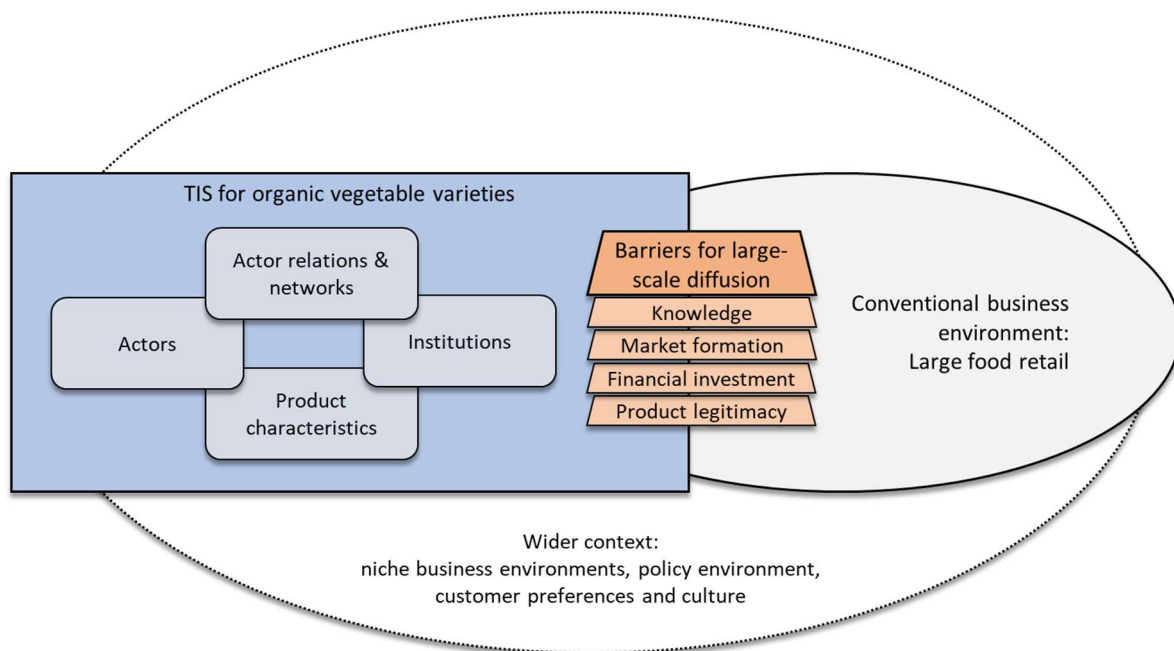 TIS for organic vegetable varieties
Actor relations &
networks
Actors
Institutions
Product
characteristics
Barriers for large-
scale diffusion
Knowledge
Market formation
Financial investment
Product legitimacy
Conventional business
environment:
Large food retail
Wider context:
niche business environments, policy environment,
customer preferences and culture